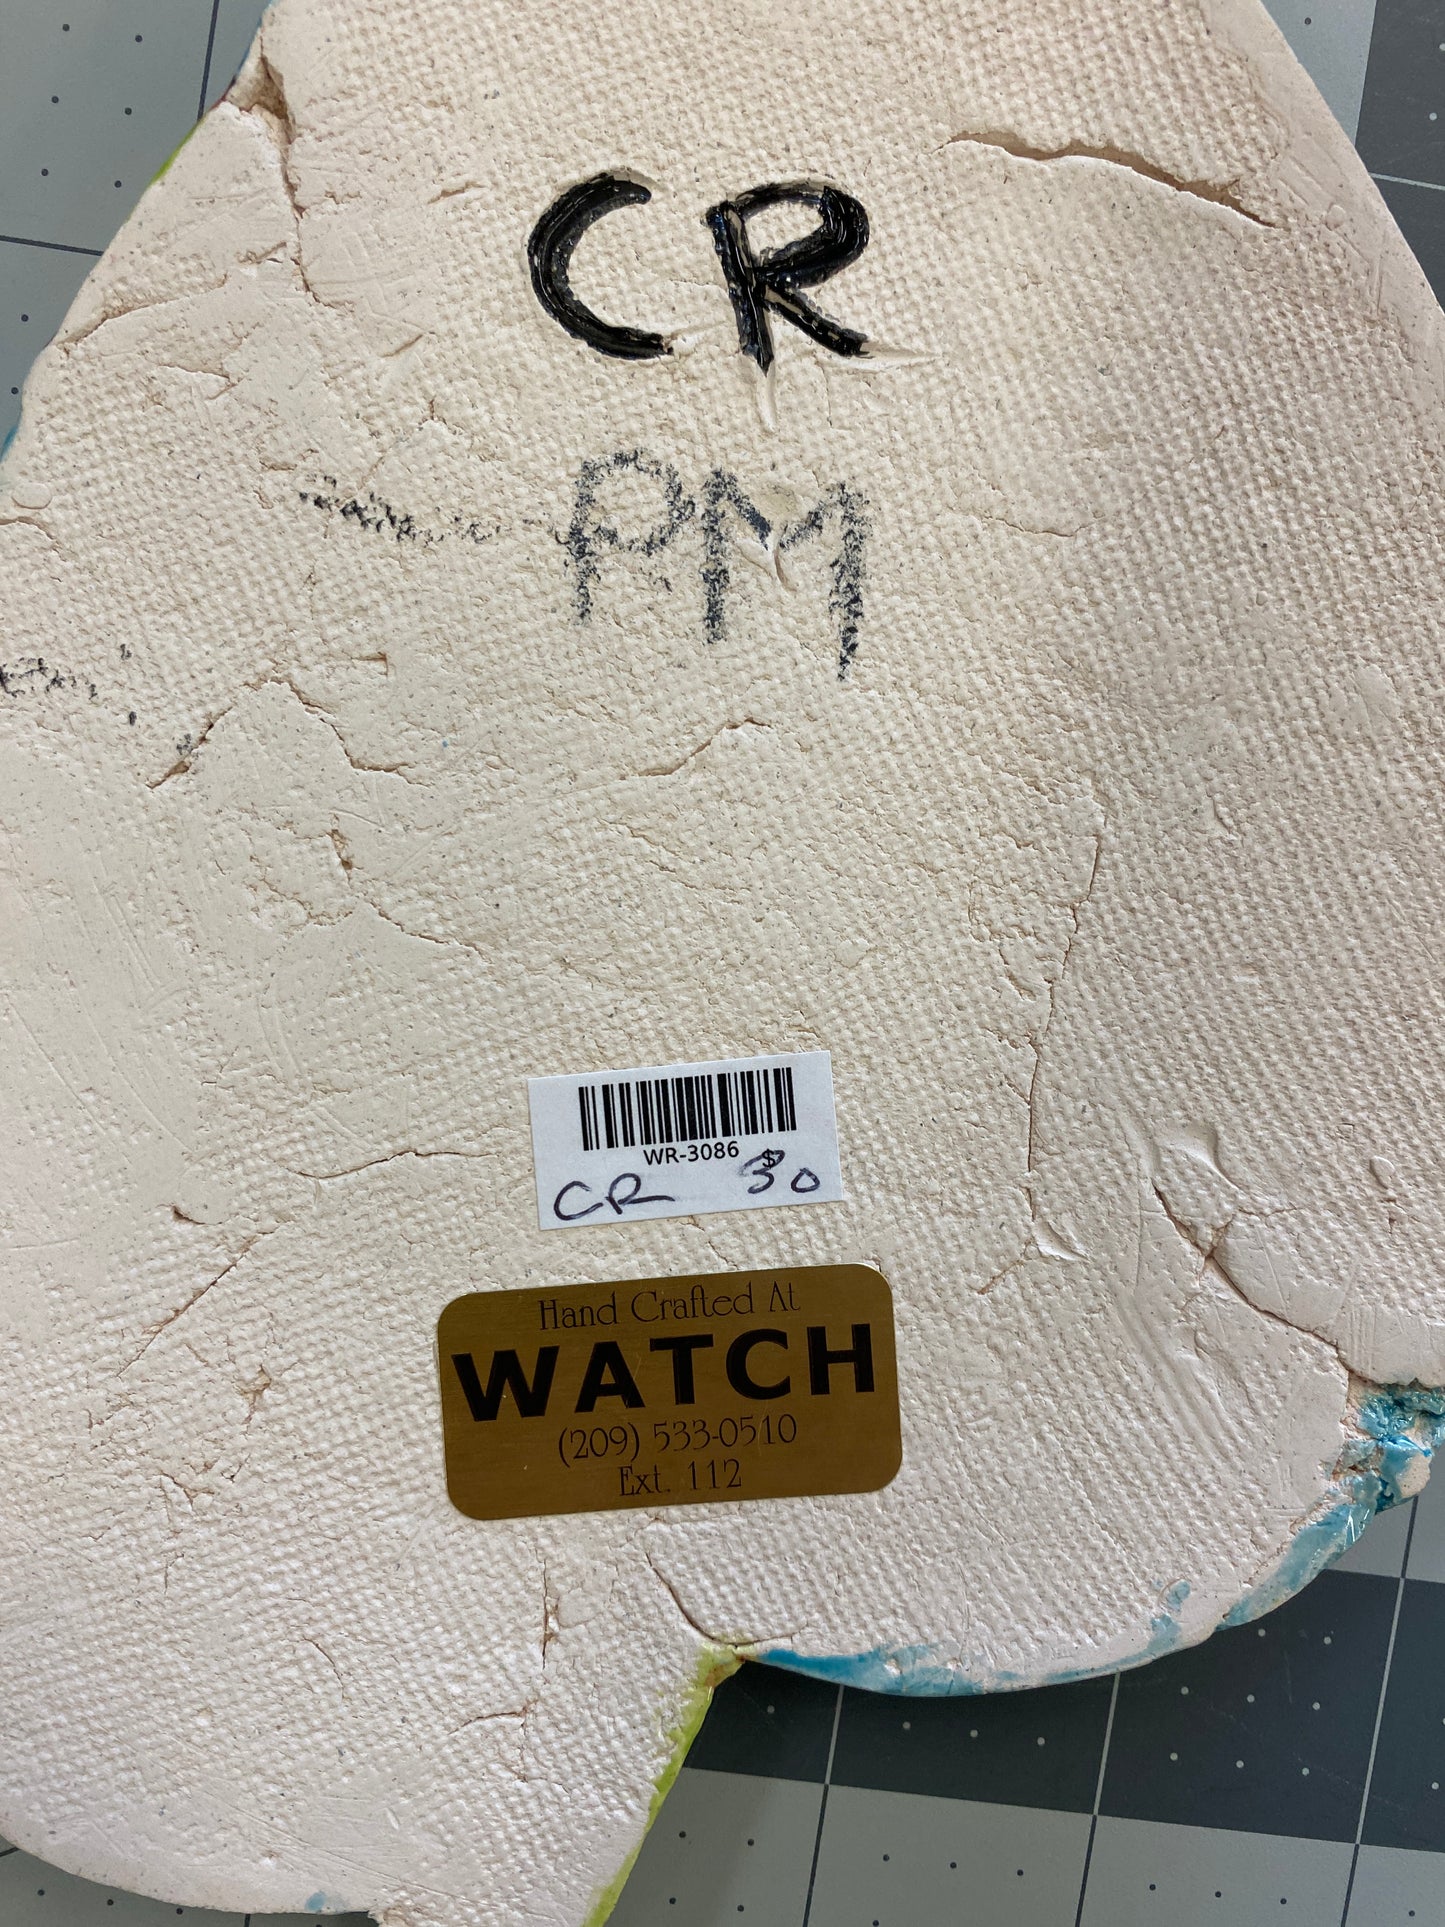 CR
PM
WR-3086
CR $30
Hand Crafted At
WATCH
(209) 533-0510
Ext. 112